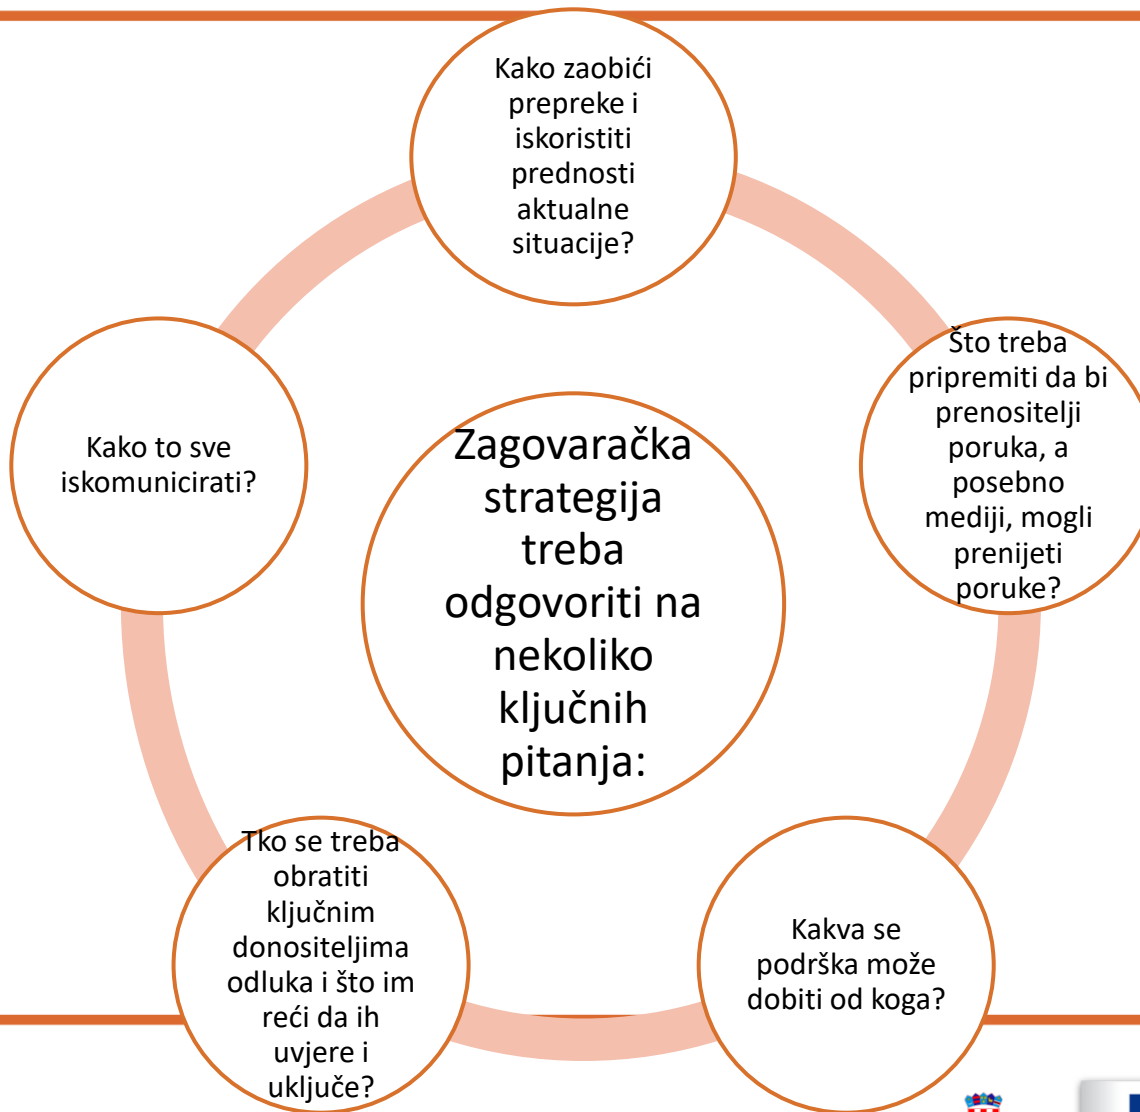 Kako zaobići
prepreke i
iskoristiti
prednosti
aktualne
situacije?
Što treba
pripremiti da bi
prenositelji
poruka, a
posebno
mediji, mogli
prenijeti
poruke?
Kako to sve
iskomunicirati?
Zagovaračka
strategija
treba
odgovoriti na
nekoliko
ključnih
pitanja:
Tko se treba
obratiti
ključnim
donositeljima
odluka i što im
reći da ih
uvjere i
uključe?
Kakva se
podrška može
dobiti od koga?